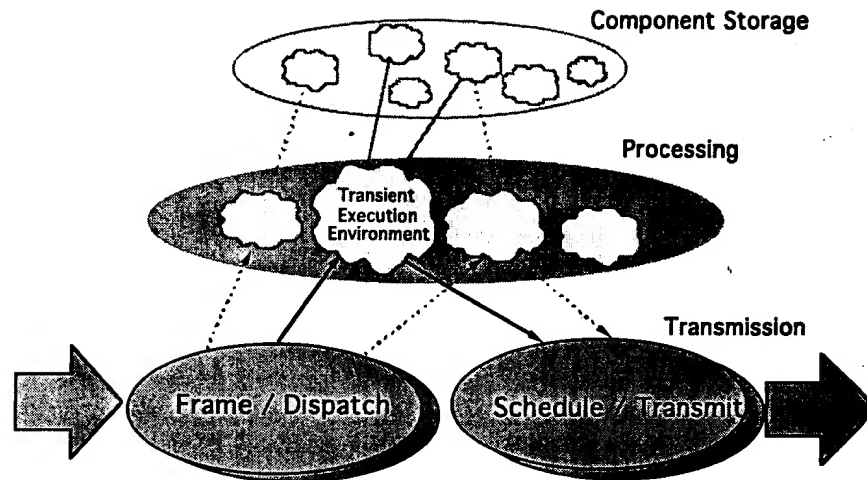 Component Storage
Processing
Transient
Execution
Environment
Transmission
Frame / Dispatch
Schedule / Transmit